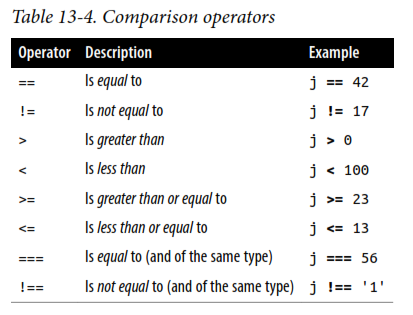 Table 13-4. Comparison operators
Operator Description Example
== Is equal to j == 42
!= Is not equal to j != 17
> Is greater than j > 0
< Is less than j < 100
>= Is greater than or equal to j >= 23
<= Is less than or equal to j <= 13
=== Is equal to (and of the same type) j === 56
!== Is not equal to (and of the same type) j !== '1'